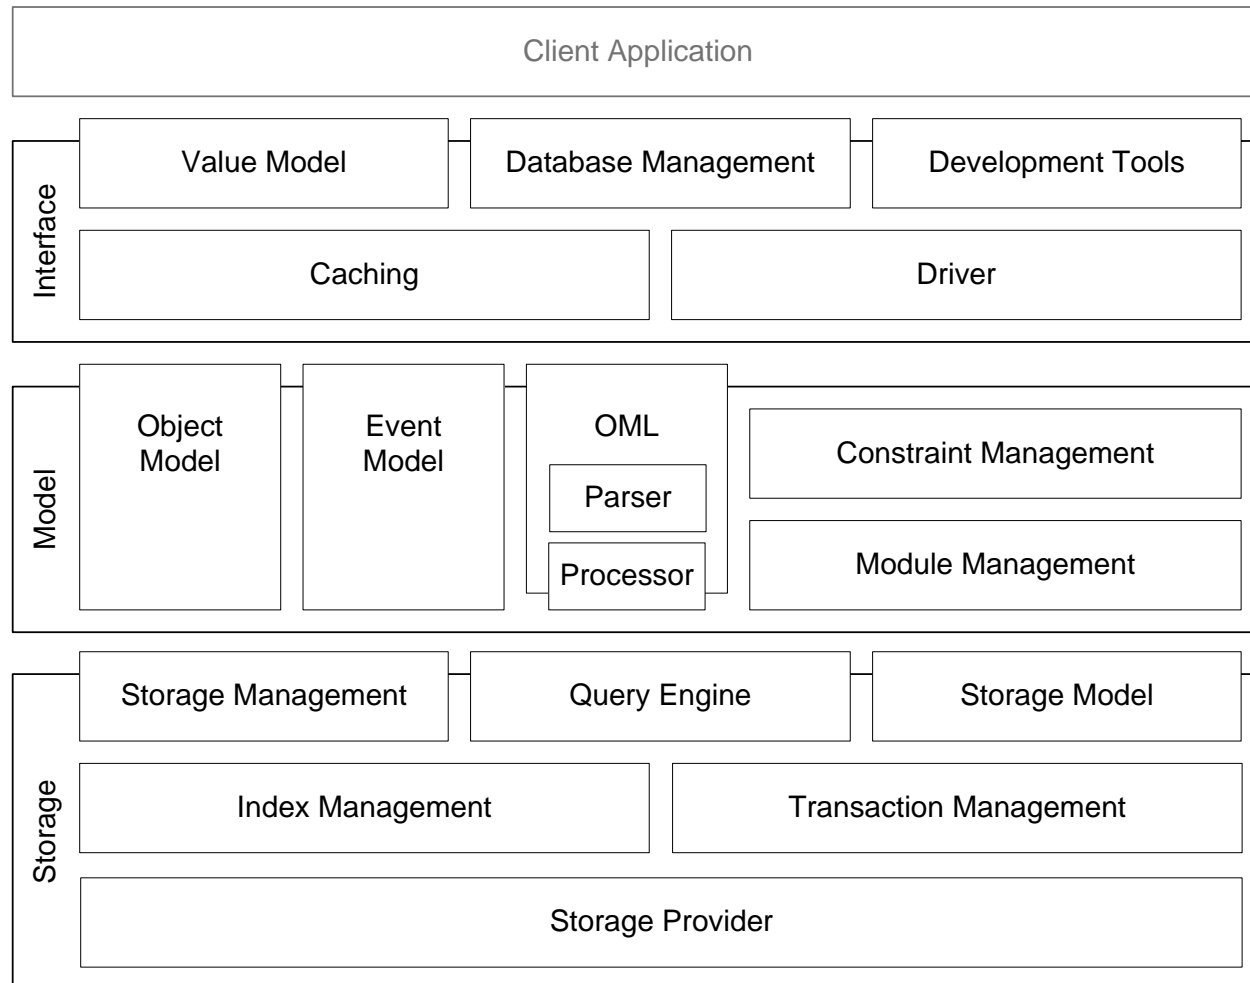 Client Application
Interface
Value Model
Database Management
Development Tools
Caching
Driver
Model
Object
Model
Event
Model
OML
Parser
Processor
Constraint Management
Module Management
Storage
Storage Management
Query Engine
Storage Model
Index Management
Transaction Management
Storage Provider